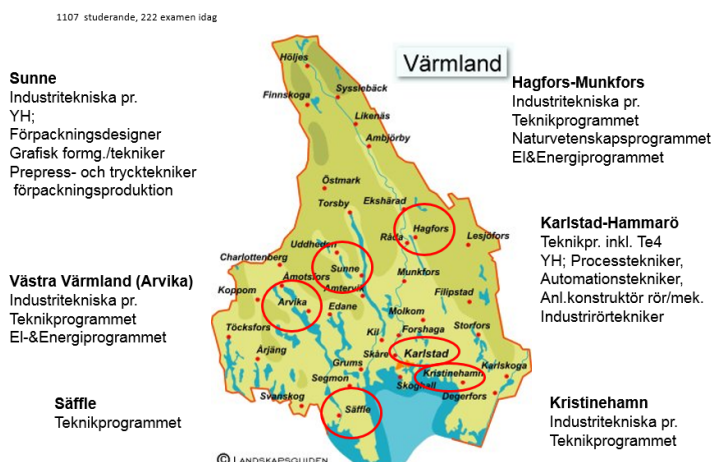 1107 studerande, 222 examen idag
Värmland
Sunne
Industritekniska pr.
YH;
Förpackningsdesigner
Grafisk formg./tekniker
Prepress- och trycktekniker
förpackningsproduktion
Västra Värmland (Arvika)
Industritekniska pr.
Teknikprogrammet
El-&Energiprogrammet
Säffle
Teknikprogrammet
Hagfors-Munkfors
Industritekniska pr.
Teknikprogrammet
Naturvetenskapsprogrammet
El&Energiprogrammet
Karlstad-Hammarö
Teknikpr. inkl. Te4
YH; Processtekniker,
Automationstekniker,
Anl.konstruktör rör/mek.
Industrirörtekniker
Kristinehamn
Industritekniska pr.
Teknikprogrammet
Höljes
Sysslebäck
Finnskoga
Likenäs
Ambjörby
Östmark
Torsby
Ekshärad
Hagfors
Råda
Lesjöfors
Uddheden
Charlottenberg
Sunne
Åmotsfors
Munkfors
Amtervik
Koppom
Arvika
Edane
Filipstad
Molkom
Töcksfors
Kil
Forshaga
Storfors
Årjäng
Skåre
Karlstad
Grums
Kristinehamn
Karlskoga
Segmon
Skoghall
Degerfors
Svanskog
Säffle
© LANDSKAPSGUIDEN